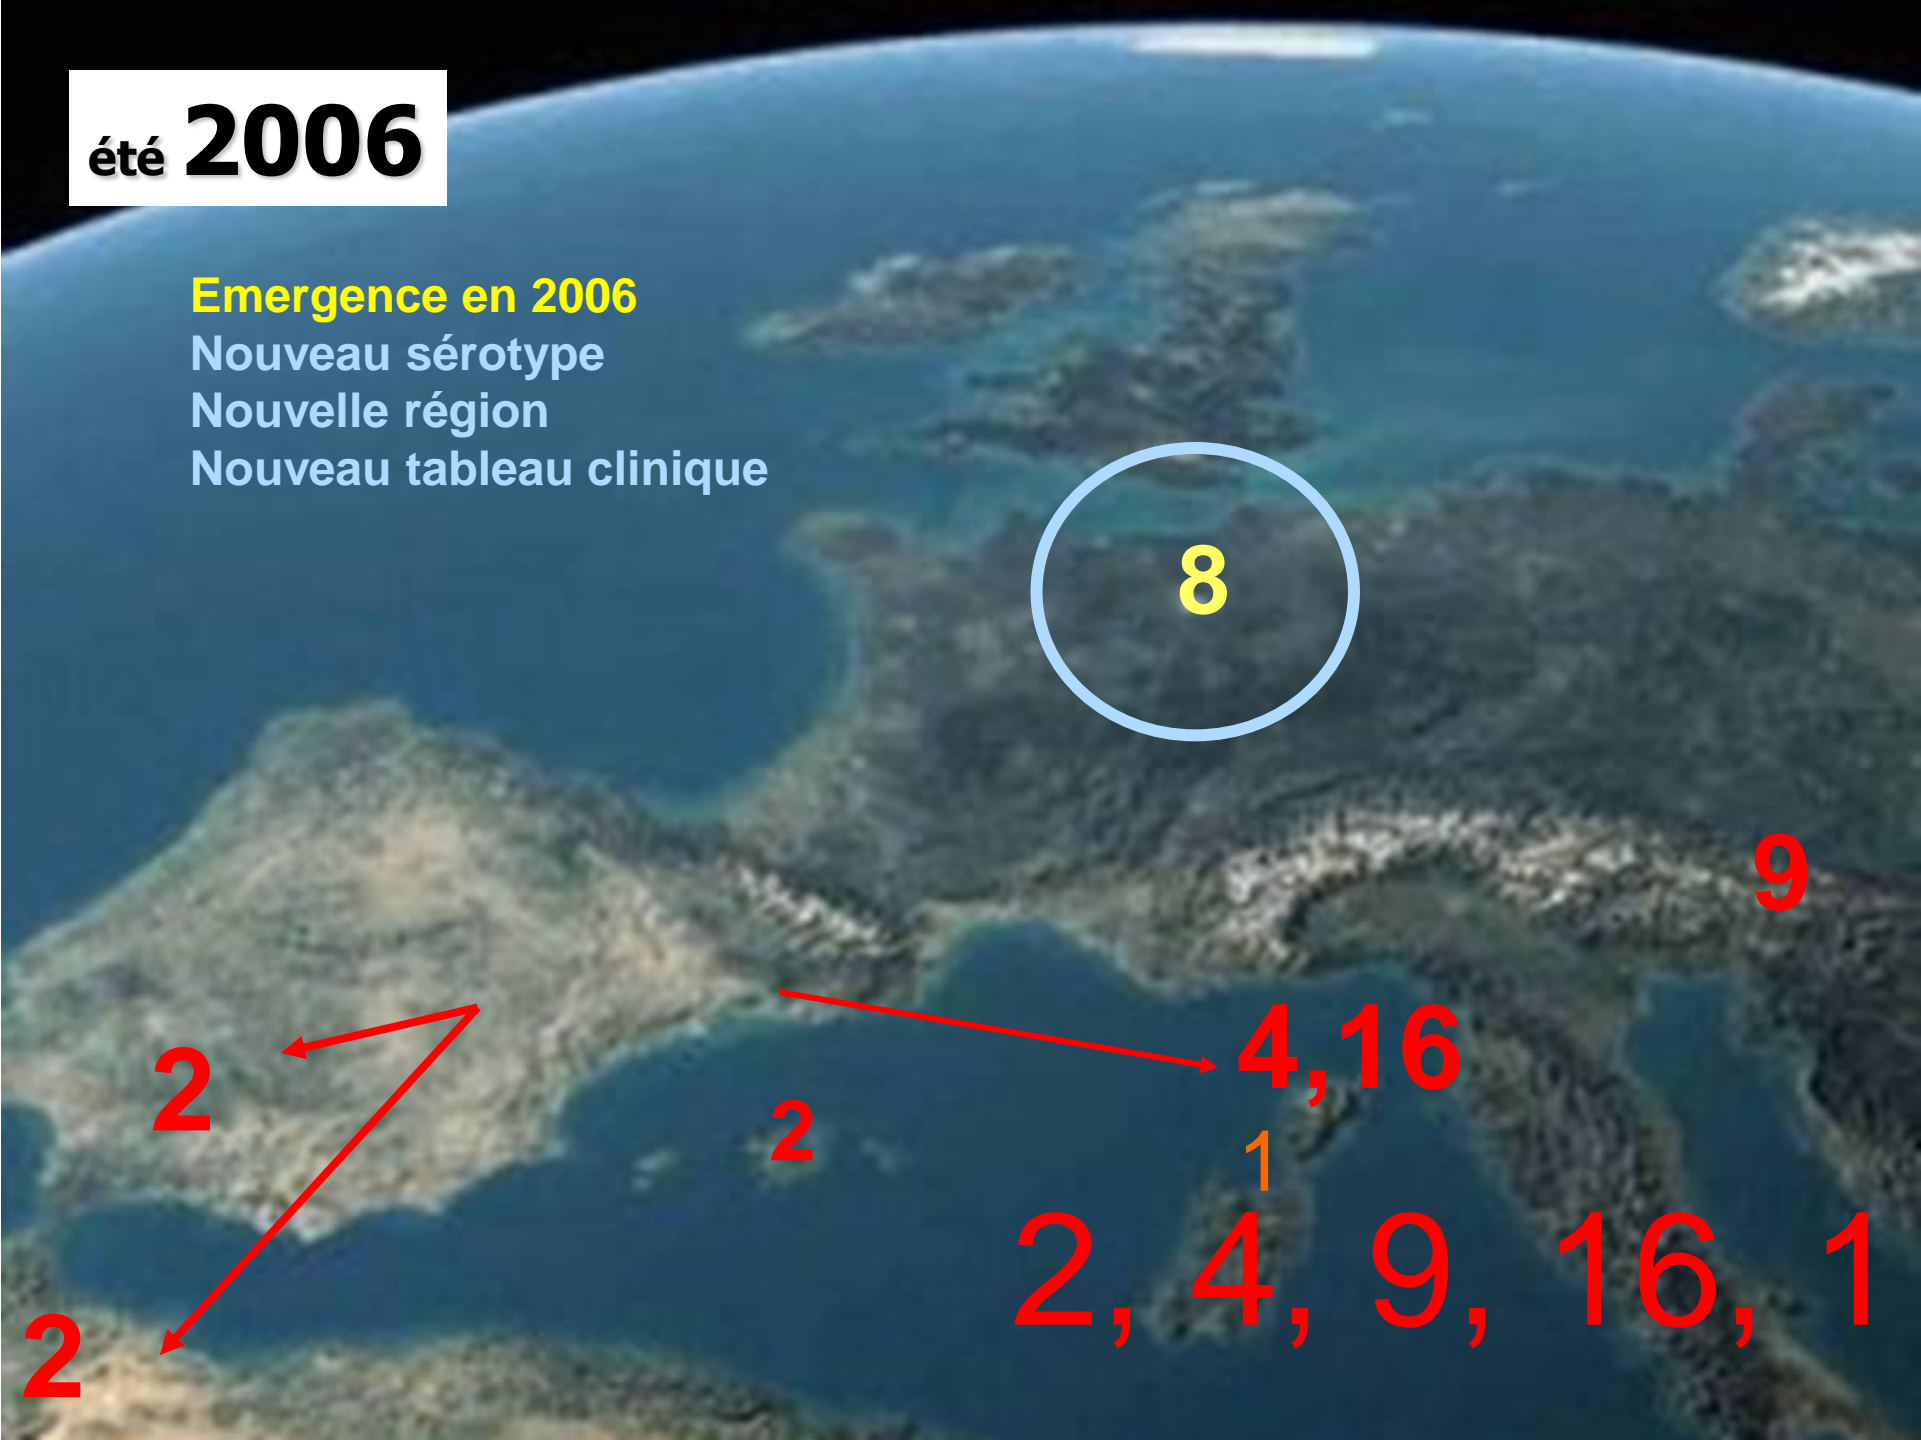 été 2006
Emergence en 2006
Nouveau sérotype
Nouvelle région
Nouveau tableau clinique
8
9
4,16
2
2
1
2, 4, 9, 16, 1
2